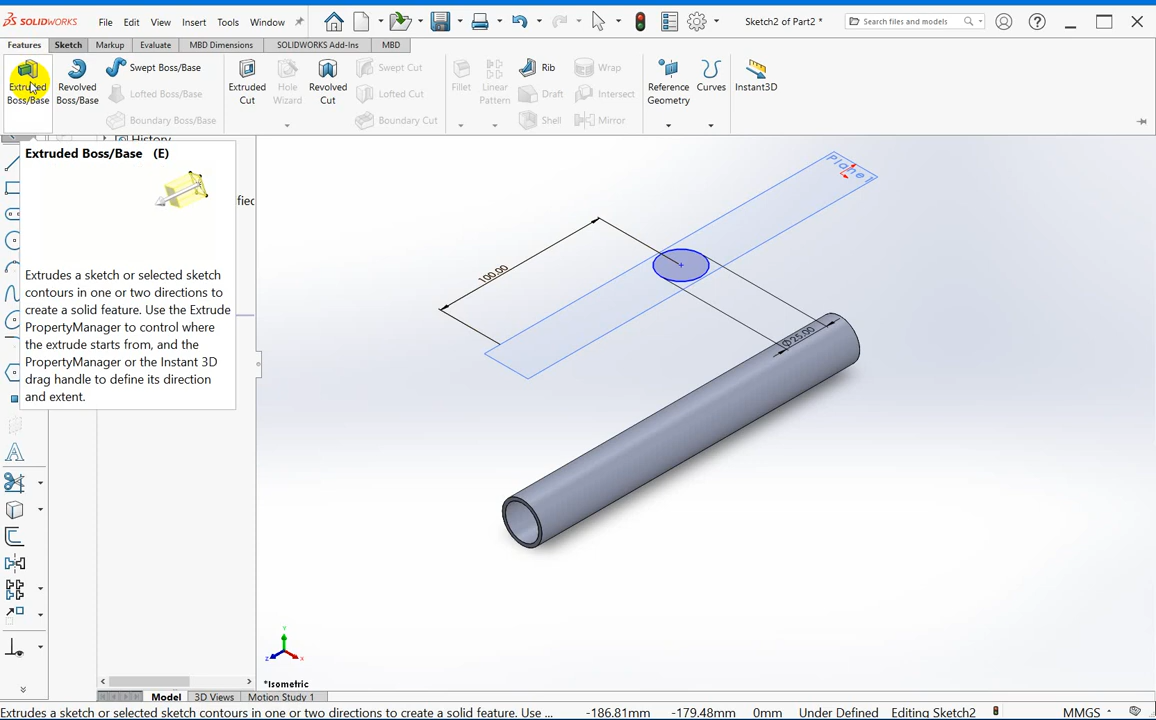 SOLIDWORKS File Edit View Insert Tools Window Sketch2 of Part2 * Search files and models
Features Sketch Markup Evaluate MBD Dimensions SOLIDWORKS Add-Ins MBD
Extruded Boss/Base
Revolved Boss/Base
Swept Boss/Base
Lofted Boss/Base
Boundary Boss/Base
Extruded Cut
Hole Wizard
Revolved Cut
Swept Cut
Lofted Cut
Boundary Cut
Fillet
Linear Pattern
Rib
Draft
Shell
Wrap
Intersect
Mirror
Reference Geometry
Curves
Instant3D
History
Extruded Boss/Base (E)
fied
Extrudes a sketch or selected sketch
contours in one or two directions to
create a solid feature. Use the Extrude
PropertyManager to control where
the extrude starts from, and the
PropertyManager or the Instant 3D
drag handle to define its direction
and extent.
Plane1
100.00
Ø25.00
Y
Z X
*Isometric
Model 3D Views Motion Study 1
Extrudes a sketch or selected sketch contours in one or two directions to create a solid feature. Use ... -186.81mm -179.48mm 0mm Under Defined Editing Sketch2 MMGS